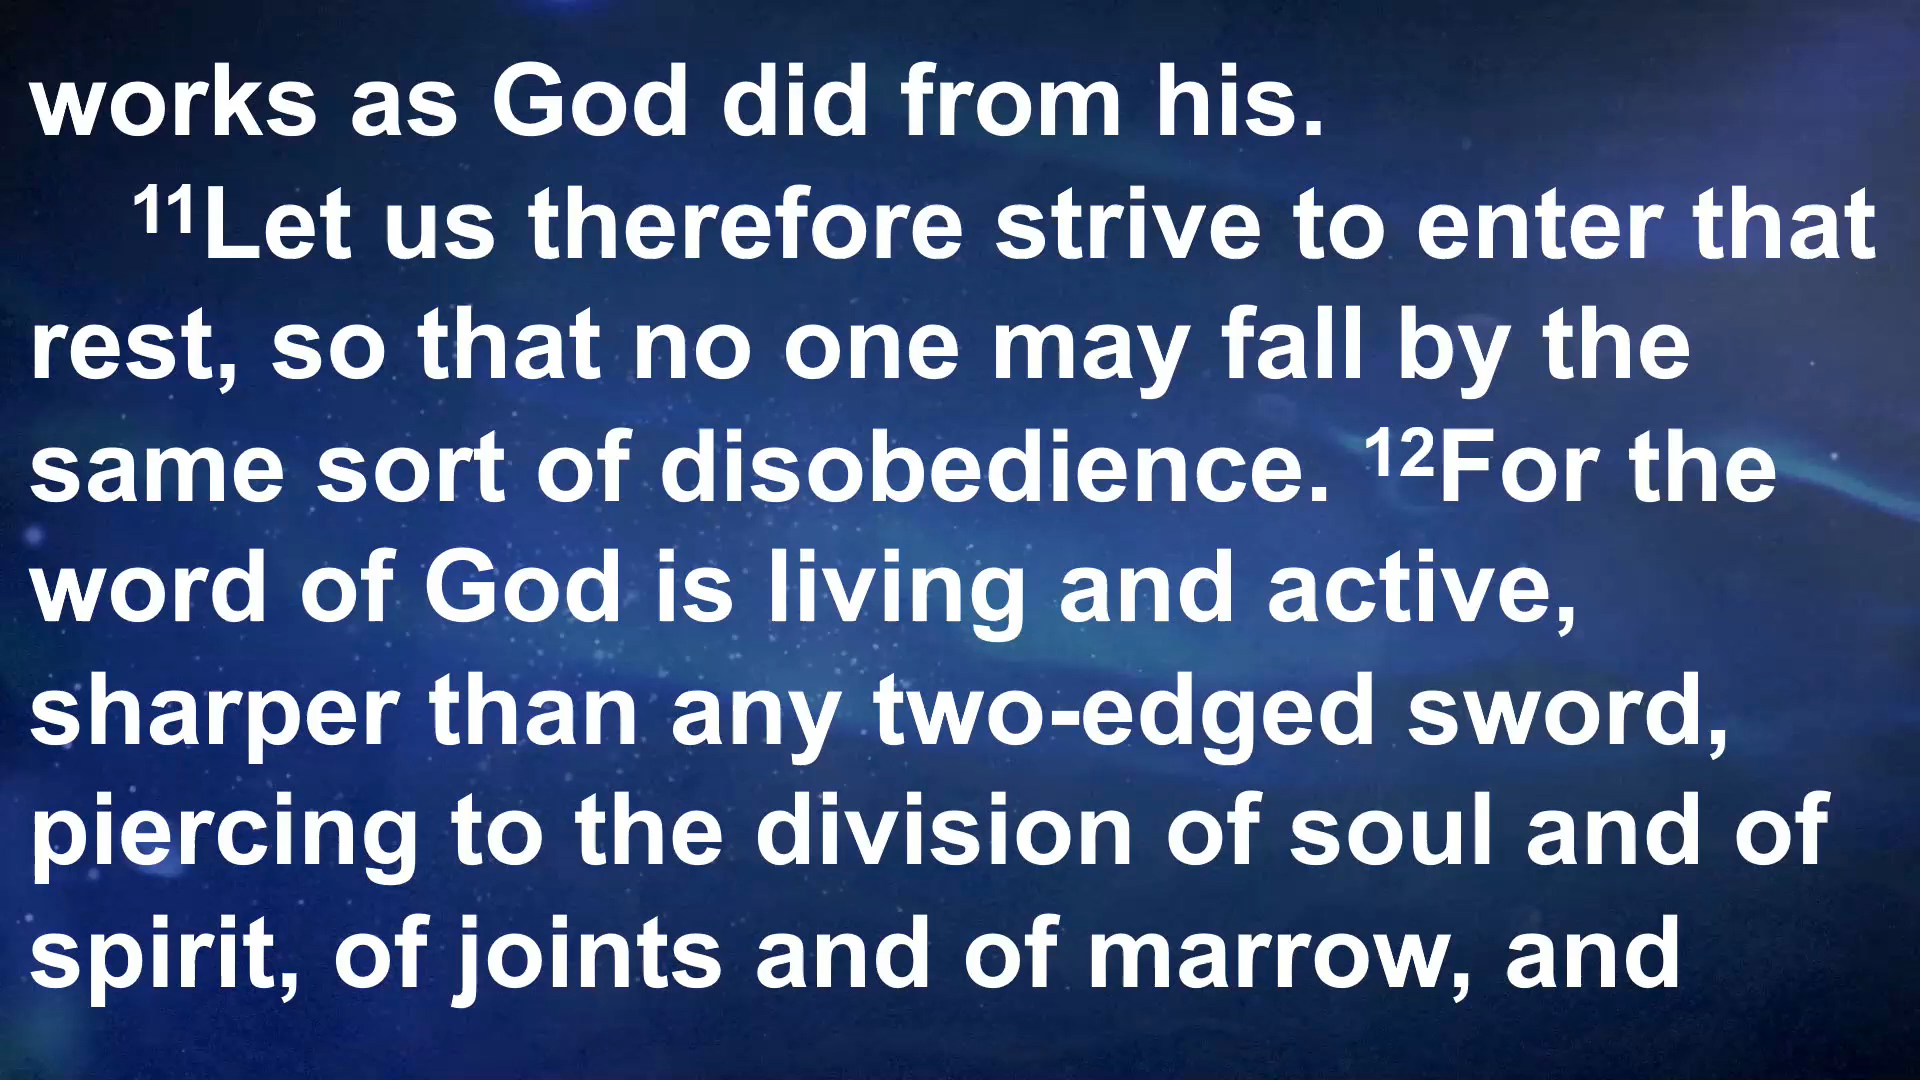 works as God did from his.
11Let us therefore strive to enter that
rest, so that no one may fall by the
same sort of disobedience. 12For the
word of God is living and active,
sharper than any two-edged sword,
piercing to the division of soul and of
spirit, of joints and of marrow, and